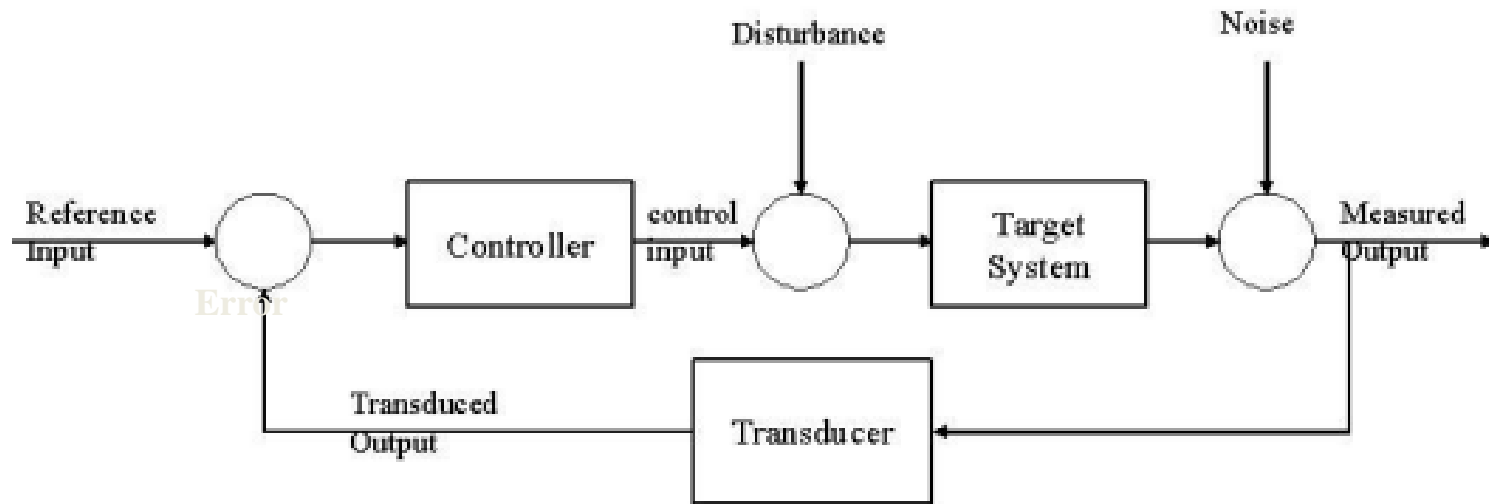 Disturbance
Noise
Reference
Input
Controller
control
input
Target
System
Measured
Output
Error
Transduced
Output
Transducer